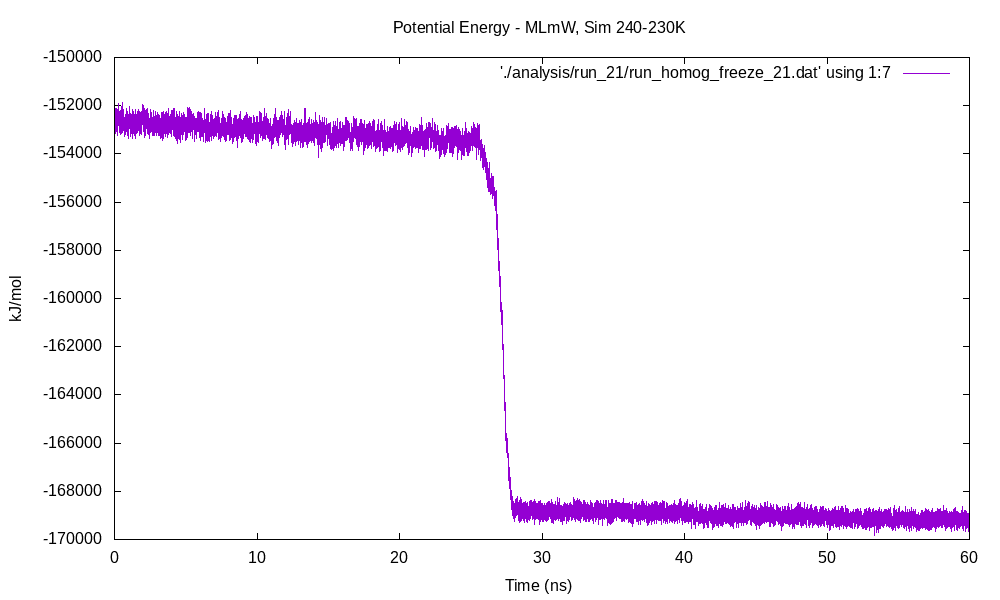 Potential Energy - MLmW, Sim 240-230K
'./analysis/run_21/run_homog_freeze_21.dat' using 1:7
-150000
-152000
-154000
-156000
-158000
-160000
-162000
-164000
-166000
-168000
-170000
kJ/mol
0 10 20 30 40 50 60
Time (ns)